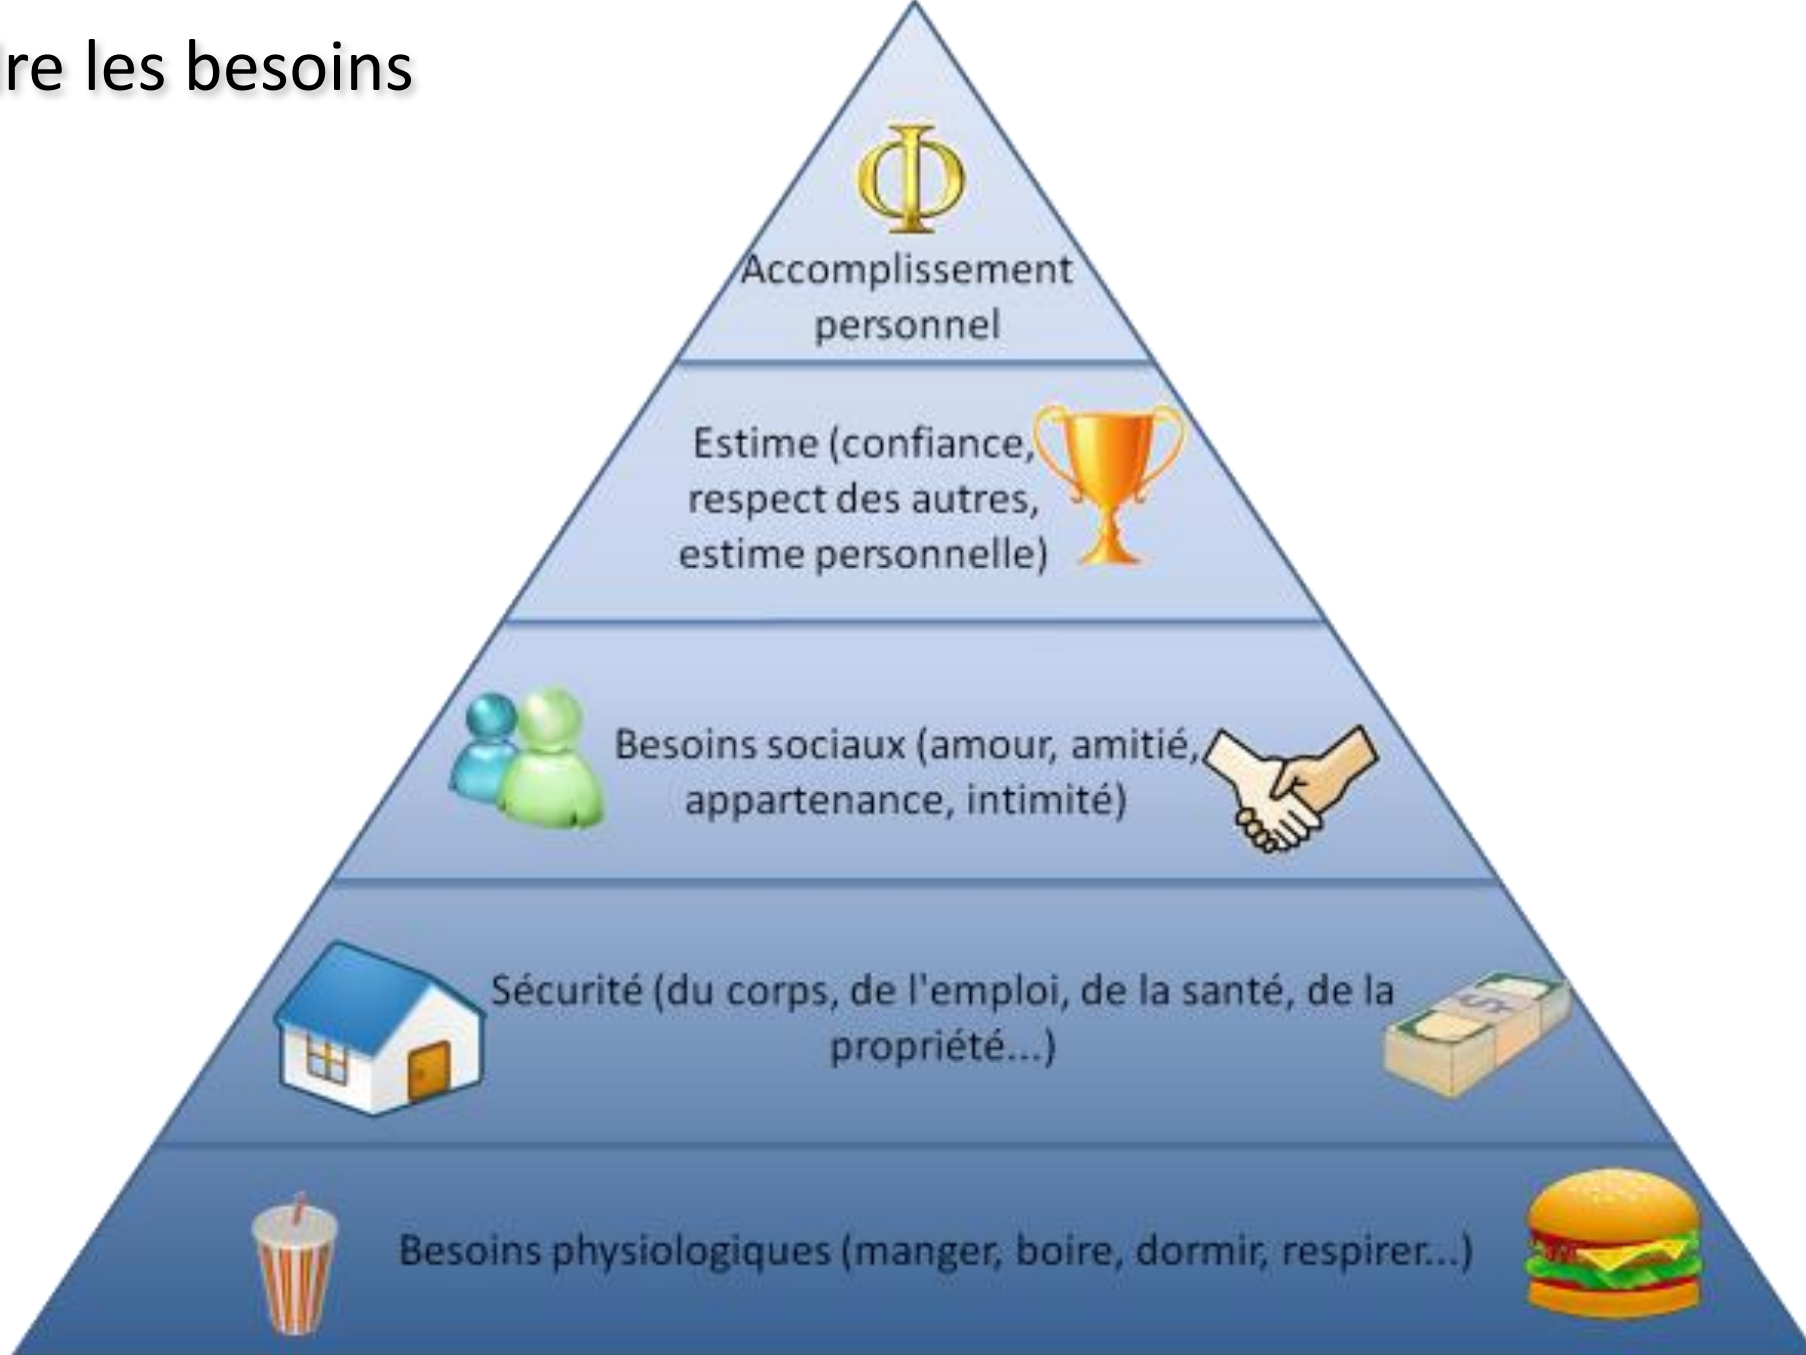 re les besoins
Φ
Accomplissement
personnel
Estime (confiance,
respect des autres,
estime personnelle)
Besoins sociaux (amour, amitié,
appartenance, intimité)
Sécurité (du corps, de l'emploi, de la santé, de la
propriété...)
Besoins physiologiques (manger, boire, dormir, respirer...)